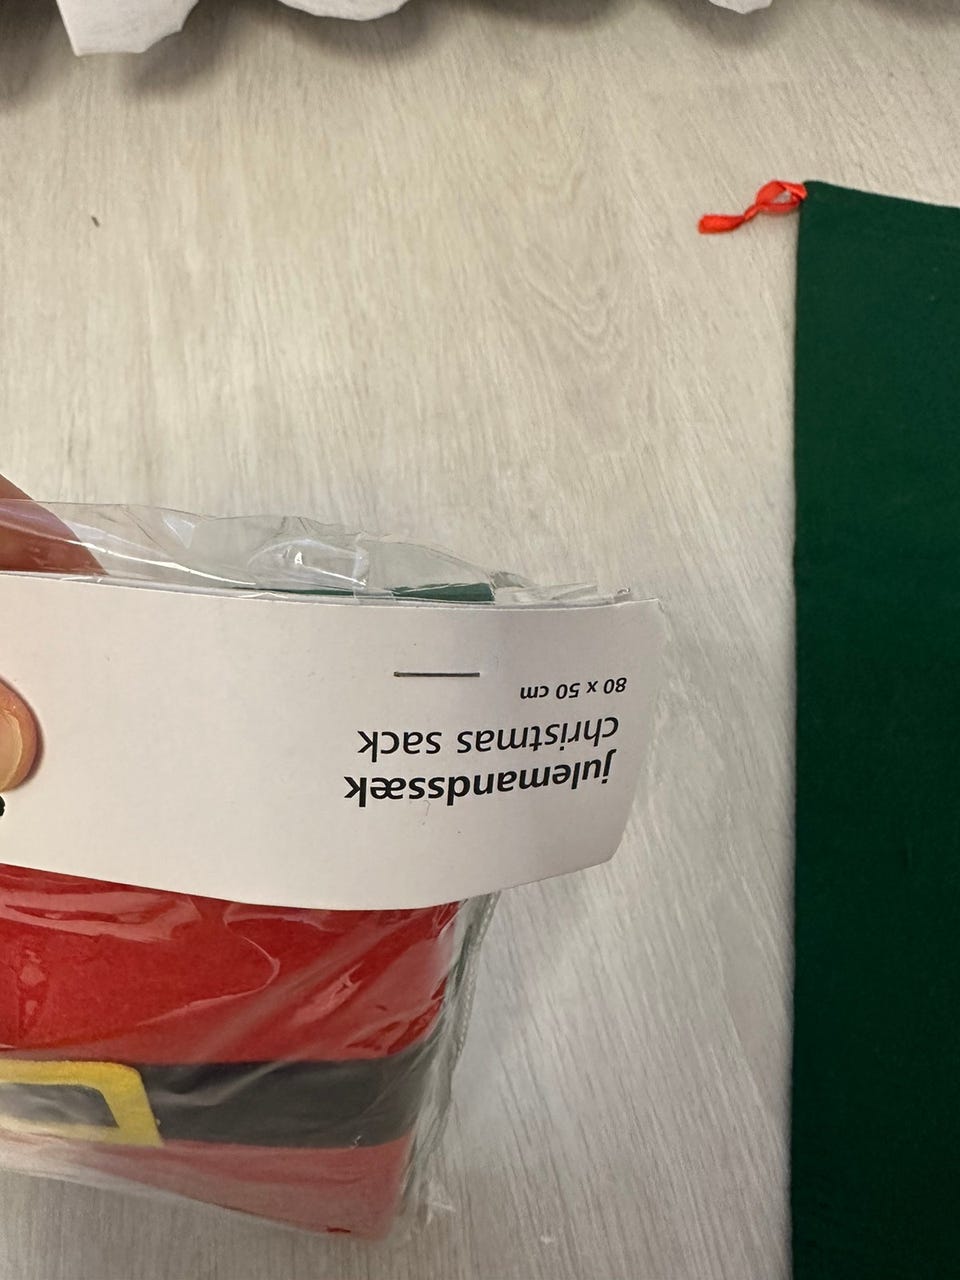 julemandssæk
christmas sack
80 x 50 cm